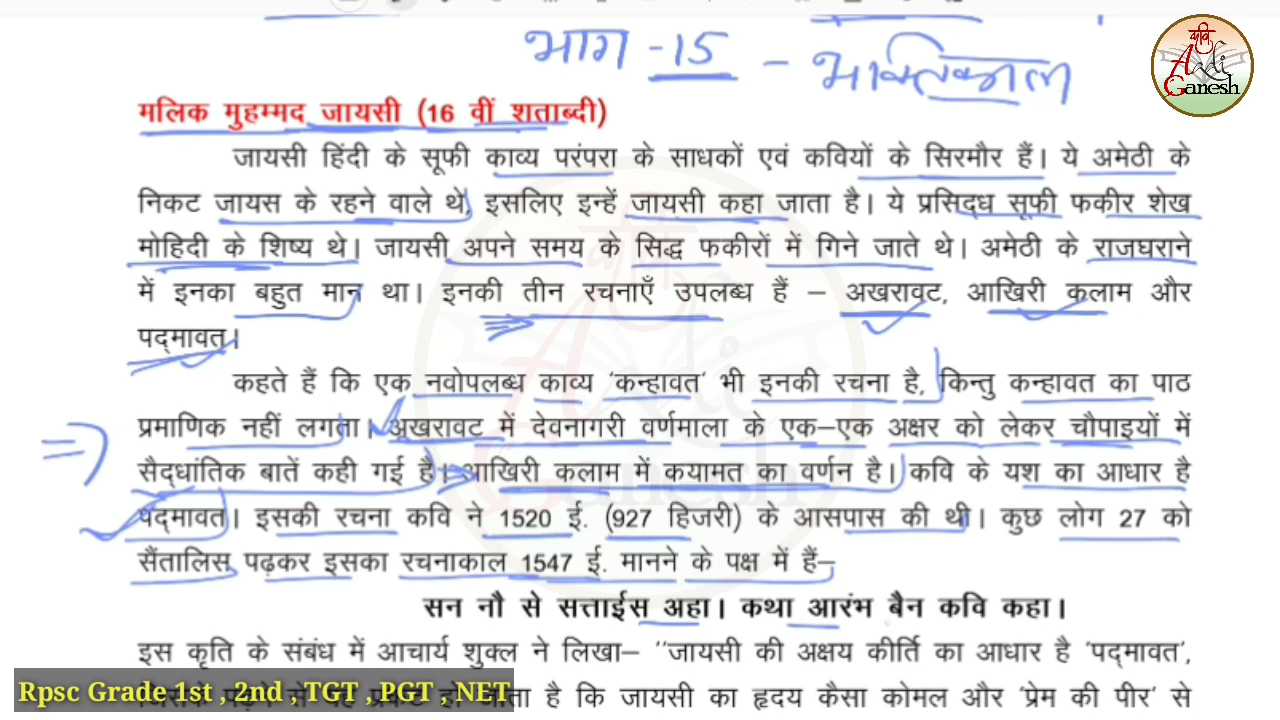 भाग -15 - भक्तिकाल
कवि
Aadi
Ganesh
मलिक मुहम्मद जायसी (16 वीं शताब्दी)
जायसी हिंदी के सूफी काव्य परंपरा के साधकों एवं कवियों के सिरमौर हैं। ये अमेठी के
निकट जायस के रहने वाले थे, इसलिए इन्हें जायसी कहा जाता है। ये प्रसिद्ध सूफी फकीर शेख
मोहिदी के शिष्य थे। जायसी अपने समय के सिद्ध फकीरों में गिने जाते थे। अमेठी के राजघराने
में इनका बहुत मान था। इनकी तीन रचनाएँ उपलब्ध हैं – अखरावट, आखिरी कलाम और
पद्मावत।
कहते हैं कि एक नवोपलब्ध काव्य 'कन्हावत' भी इनकी रचना है, किन्तु कन्हावत का पाठ
प्रमाणिक नहीं लगता। अखरावट में देवनागरी वर्णमाला के एक–एक अक्षर को लेकर चौपाइयों में
सैद्धांतिक बातें कही गई है। आखिरी कलाम में कयामत का वर्णन है। कवि के यश का आधार है
पद्मावत। इसकी रचना कवि ने 1520 ई. (927 हिजरी) के आसपास की थी। कुछ लोग 27 को
सैंतालिस पढ़कर इसका रचनाकाल 1547 ई. मानने के पक्ष में हैं–
सन नौ से सत्ताईस अहा। कथा आरंभ बैन कवि कहा।
इस कृति के संबंध में आचार्य शुक्ल ने लिखा– "जायसी की अक्षय कीर्ति का आधार है 'पद्मावत',
है कि जायसी का हृदय कैसा कोमल और 'प्रेम की पीर' से
Rpsc Grade 1st , 2nd ,TGT , PGT , NET